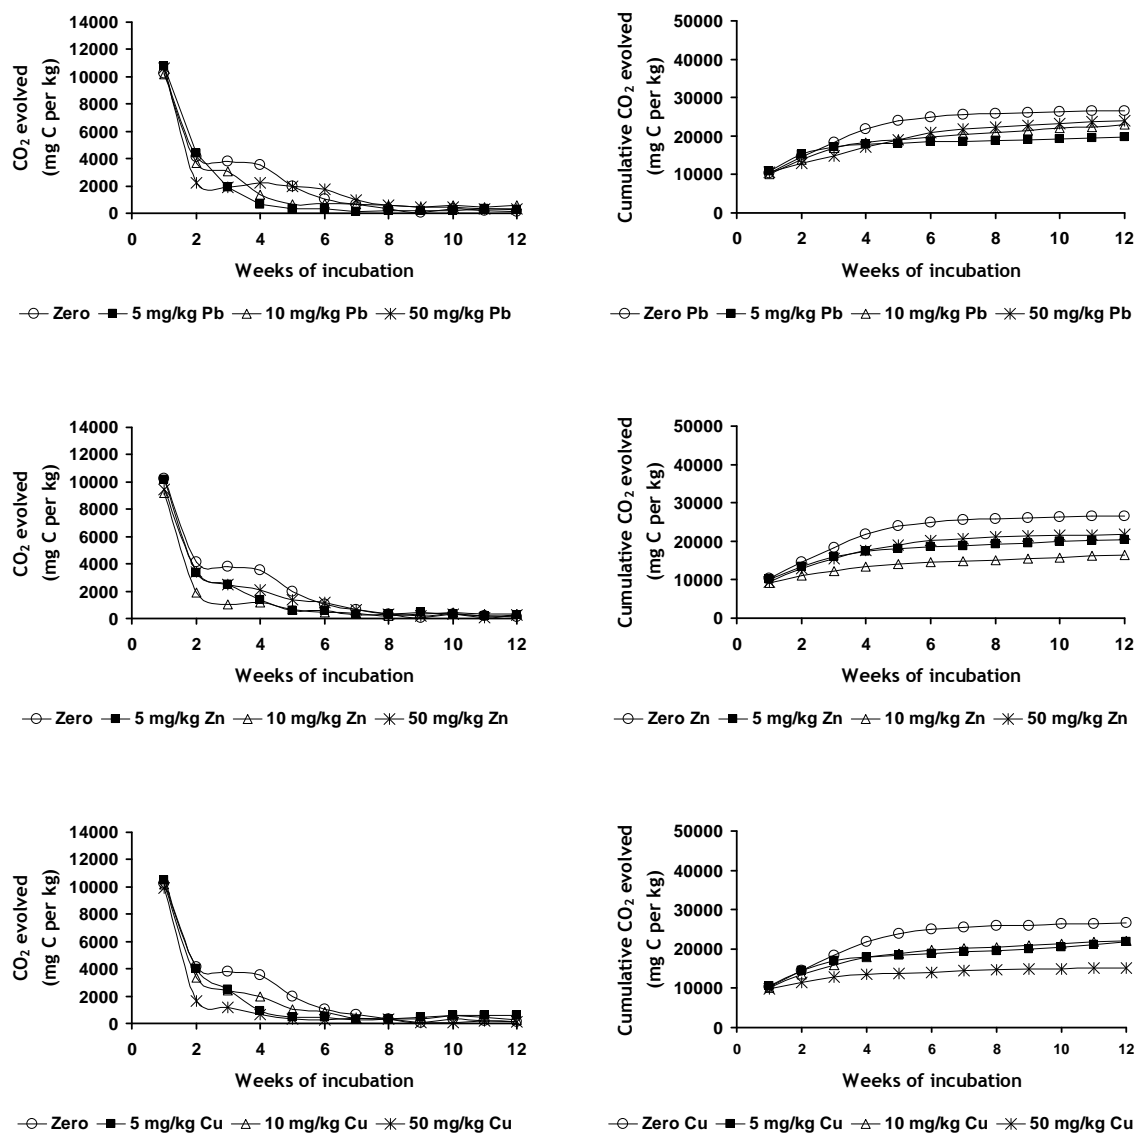 CO2 evolved
(mg C per kg)
14000
12000
10000
8000
6000
4000
2000
0
0 2 4 6 8 10 12
Weeks of incubation
Zero 5 mg/kg Pb 10 mg/kg Pb 50 mg/kg Pb
Cumulative CO2 evolved
(mg C per kg)
50000
40000
30000
20000
10000
0
0 2 4 6 8 10 12
Weeks of incubation
Zero Pb 5 mg/kg Pb 10 mg/kg Pb 50 mg/kg Pb
CO2 evolved
(mg C per kg)
14000
12000
10000
8000
6000
4000
2000
0
0 2 4 6 8 10 12
Weeks of incubation
Zero 5 mg/kg Zn 10 mg/kg Zn 50 mg/kg Zn
Cumulative CO2 evolved
(mg C per kg)
50000
40000
30000
20000
10000
0
0 2 4 6 8 10 12
Weeks of incubation
Zero Zn 5 mg/kg Zn 10 mg/kg Zn 50 mg/kg Zn
CO2 evolved
(mg C per kg)
14000
12000
10000
8000
6000
4000
2000
0
0 2 4 6 8 10 12
Weeks of incubation
Zero 5 mg/kg Cu 10 mg/kg Cu 50 mg/kg Cu
Cumulative CO2 evolved
(mg C per kg)
50000
40000
30000
20000
10000
0
0 2 4 6 8 10 12
Weeks of incubation
Zero Cu 5 mg/kg Cu 10 mg/kg Cu 50 mg/kg Cu